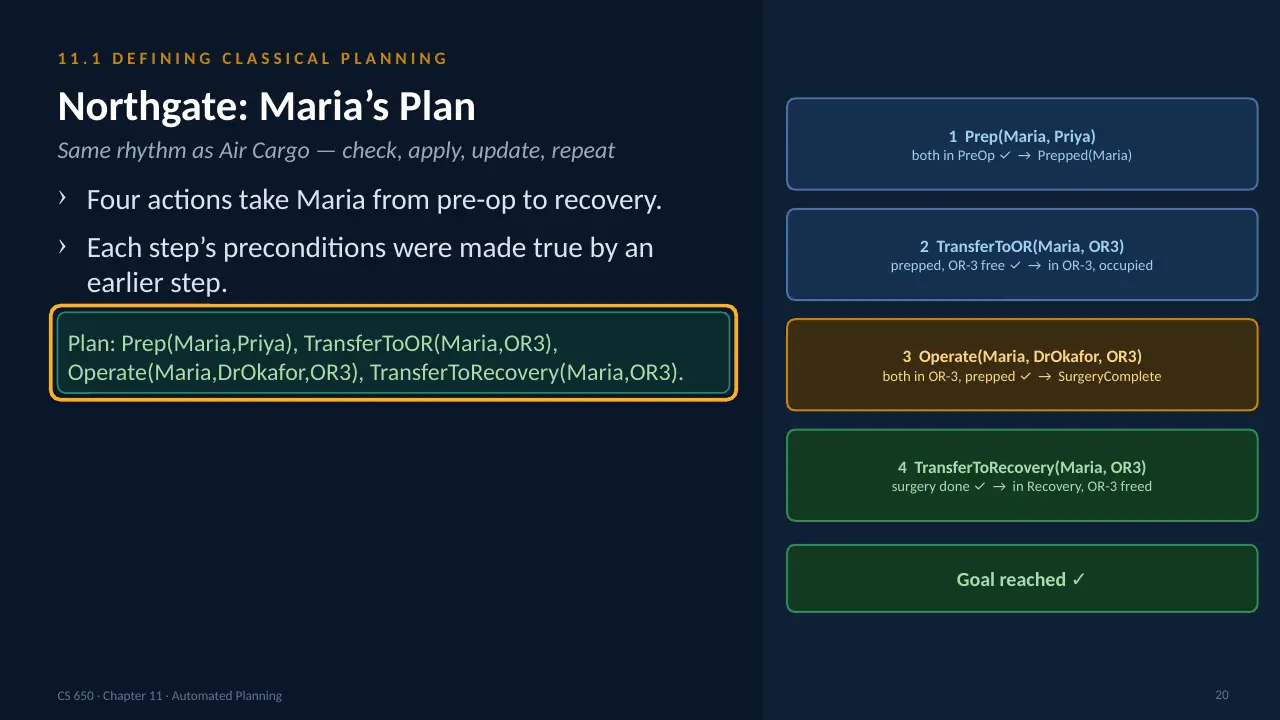 11.1 DEFINING CLASSICAL PLANNING
Northgate: Maria’s Plan
Same rhythm as Air Cargo — check, apply, update, repeat
› Four actions take Maria from pre-op to recovery.
› Each step’s preconditions were made true by an
earlier step.
Plan: Prep(Maria,Priya), TransferToOR(Maria,OR3),
Operate(Maria,DrOkafor,OR3), TransferToRecovery(Maria,OR3).
1 Prep(Maria, Priya)
both in PreOp ✓ → Prepped(Maria)
2 TransferToOR(Maria, OR3)
prepped, OR-3 free ✓ → in OR-3, occupied
3 Operate(Maria, DrOkafor, OR3)
both in OR-3, prepped ✓ → SurgeryComplete
4 TransferToRecovery(Maria, OR3)
surgery done ✓ → in Recovery, OR-3 freed
Goal reached ✓
CS 650 · Chapter 11 · Automated Planning
20